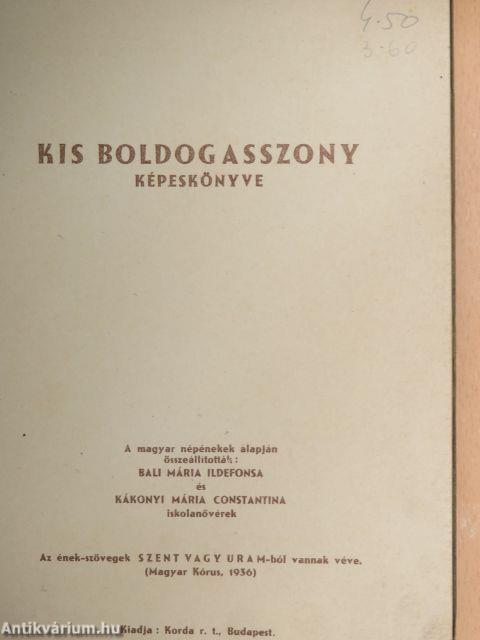 4.50
3.60
KIS BOLDOGASSZONY
KÉPESKÖNYVE
A magyar népénekek alapján
összeállították:
BALI MÁRIA ILDEFONSA
és
KÁKONYI MÁRIA CONSTANTINA
iskolanővérek
Az ének-szövegek SZENT VAGY URAM-ból vannak véve.
(Magyar Kórus, 1936)
Kiadja: Korda r. t., Budapest.
Antikvárium.hu